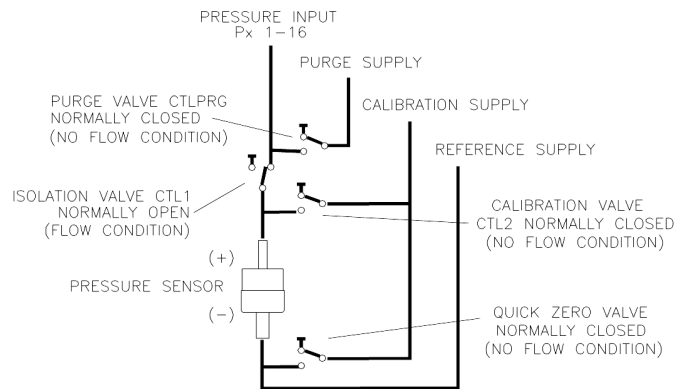 PRESSURE INPUT
Px 1-16
PURGE SUPPLY
PURGE VALVE CTLPRG
NORMALLY CLOSED
(NO FLOW CONDITION)
CALIBRATION SUPPLY
REFERENCE SUPPLY
ISOLATION VALVE CTL1
NORMALLY OPEN
(FLOW CONDITION)
CALIBRATION VALVE
CTL2 NORMALLY CLOSED
(NO FLOW CONDITION)
(+)
PRESSURE SENSOR
(-)
QUICK ZERO VALVE
NORMALLY CLOSED
(NO FLOW CONDITION)